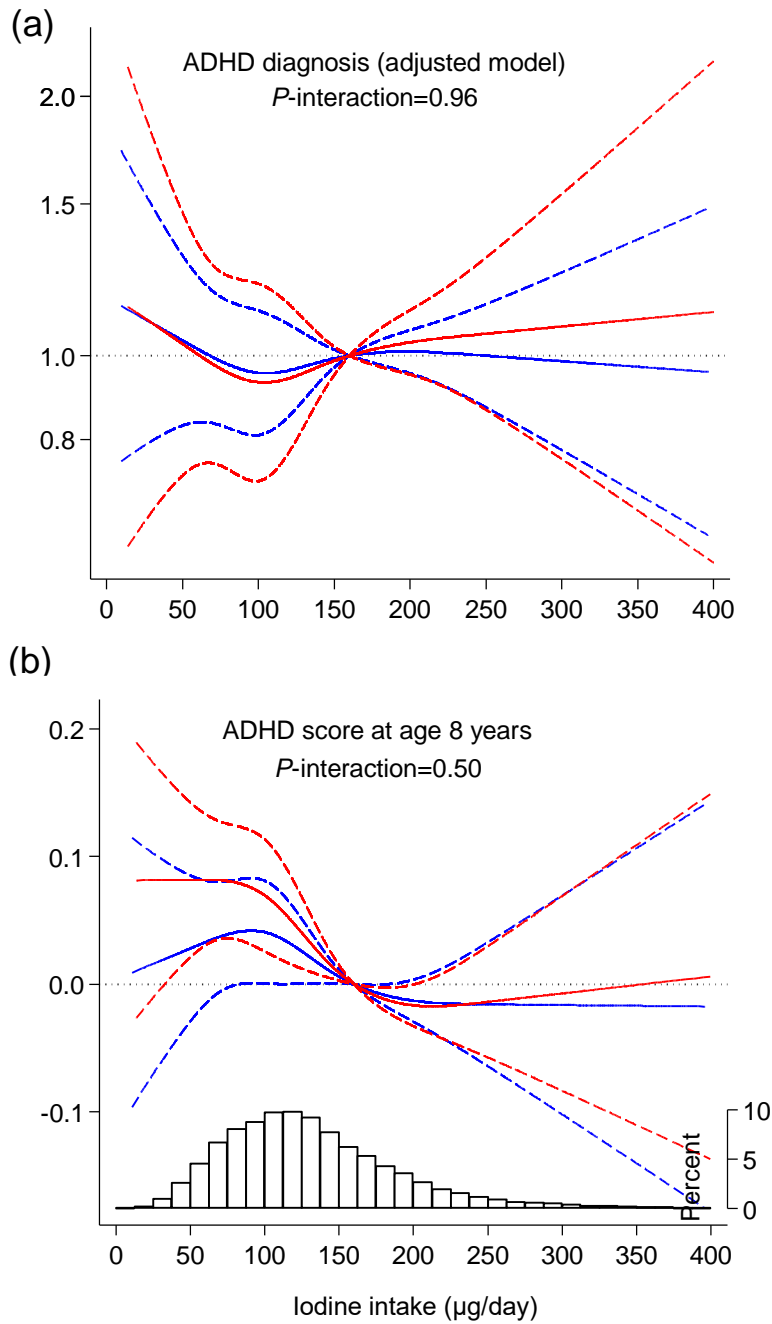 (a)
ADHD diagnosis (adjusted model)
P-interaction=0.96
2.0
1.5
1.0
0.8
0 50 100 150 200 250 300 350 400
(b)
ADHD score at age 8 years
P-interaction=0.50
0.2
0.1
0.0
-0.1
10
5
0
Percent
0 50 100 150 200 250 300 350 400
Iodine intake (µg/day)